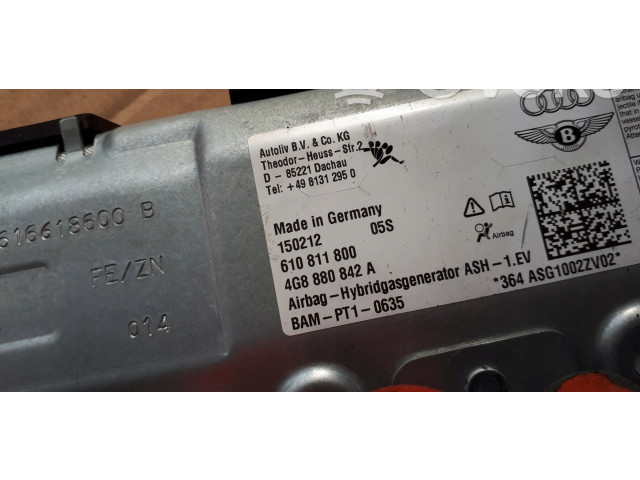 Autoliv B.V. & Co. KG
Theodor-Heuss-Str.2
D - 85221 Dachau
Tel: +49 8131 295 0
Made in Germany
150212 05S
610 811 800
4G8 880 842 A
Airbag-Hybridgasgenerator ASH-1.EV
BAM-PT1-0635
Airbag
B
*364 ASG1002ZV02*
516618600 B
FE/ZN
014